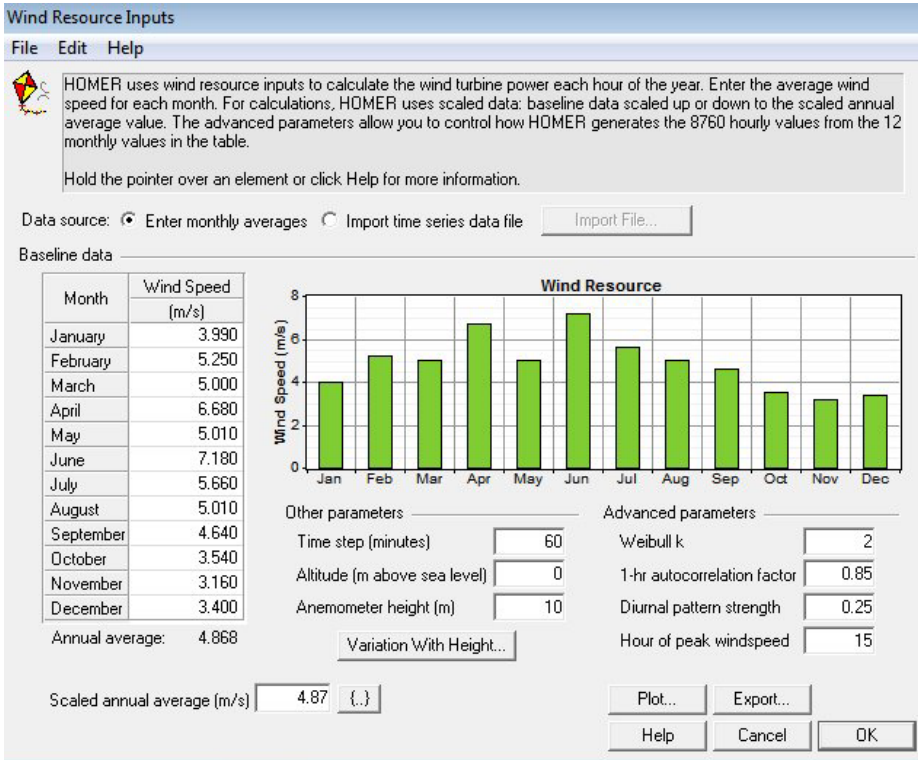 Wind Resource Inputs
File Edit Help
HOMER uses wind resource inputs to calculate the wind turbine power each hour of the year. Enter the average wind
speed for each month. For calculations, HOMER uses scaled data: baseline data scaled up or down to the scaled annual
average value. The advanced parameters allow you to control how HOMER generates the 8760 hourly values from the 12
monthly values in the table.
Hold the pointer over an element or click Help for more information.
Data source: Enter monthly averages Import time series data file Import File...
Baseline data
Month Wind Speed
(m/s)
January 3.990
February 5.250
March 5.000
April 6.680
May 5.010
June 7.180
July 5.660
August 5.010
September 4.640
October 3.540
November 3.160
December 3.400
Annual average: 4.868
Wind Resource
Wind Speed (m/s)
8
6
4
2
0
Jan Feb Mar Apr May Jun Jul Aug Sep Oct Nov Dec
Other parameters
Time step (minutes) 60
Altitude (m above sea level) 0
Anemometer height (m) 10
Variation With Height...
Advanced parameters
Weibull k 2
1-hr autocorrelation factor 0.85
Diurnal pattern strength 0.25
Hour of peak windspeed 15
Scaled annual average (m/s) 4.87 {..}
Plot... Export...
Help Cancel OK